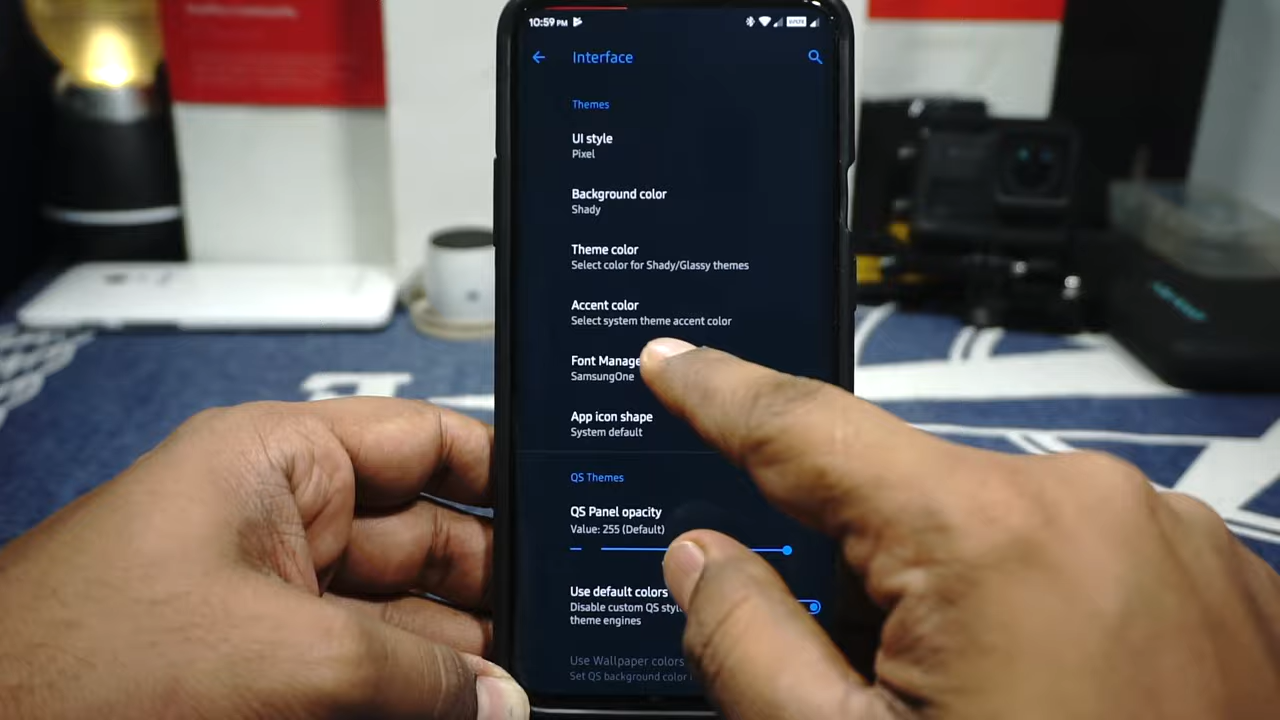 10:59 PM
Interface
Themes
UI style
Pixel
Background color
Shady
Theme color
Select color for Shady/Glassy themes
Accent color
Select system theme accent color
Font Manage
SamsungOne
App icon shape
System default
QS Themes
QS Panel opacity
Value: 255 (Default)
Use default colors
Disable custom QS styl
theme engines
Use Wallpaper colors
Set QS background color